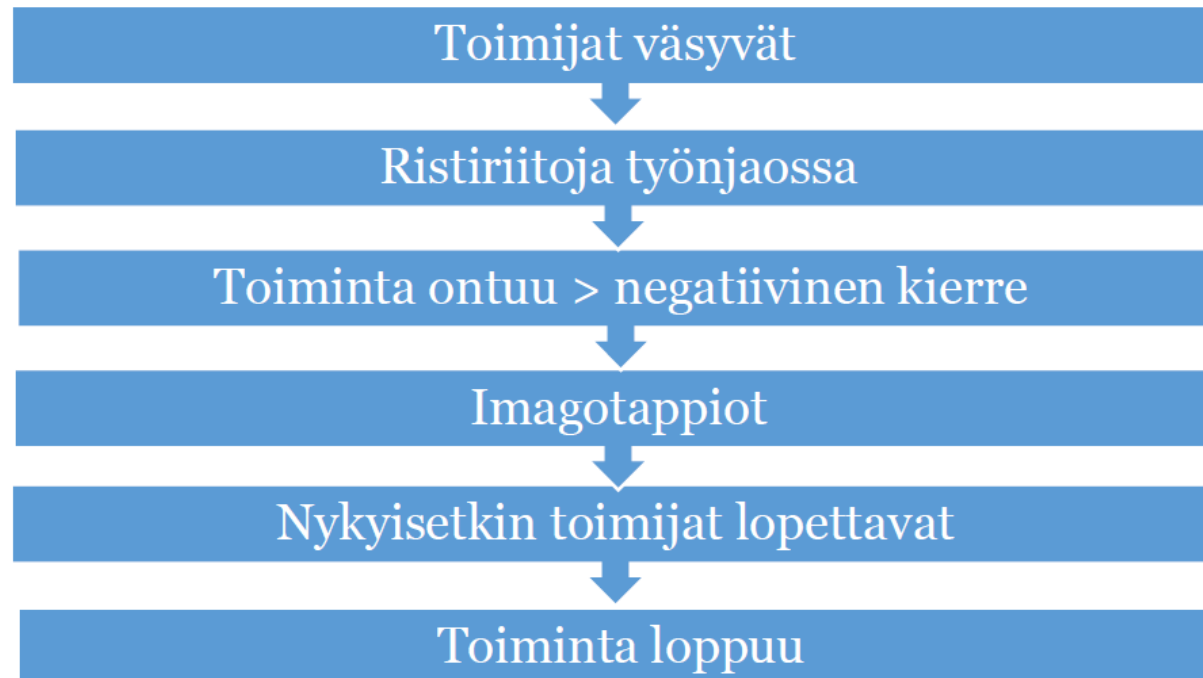 Toimijat väsyvät
Ristiriitoja työnjaossa
Toiminta ontuu > negatiivinen kierre
Imagotappiot
Nykyisetkin toimijat lopettavat
Toiminta loppuu